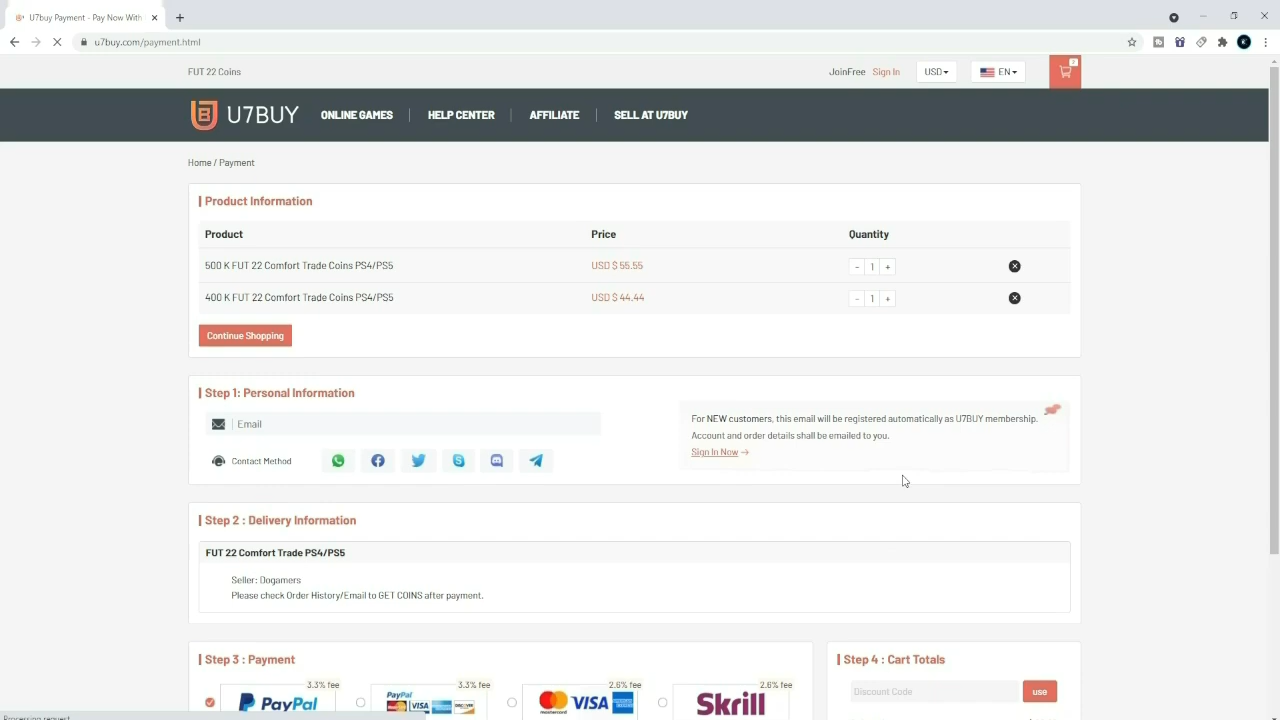 U7buy Payment - Pay Now With
u7buy.com/payment.html
FUT 22 Coins
JoinFree Sign In USD EN
U7BUY ONLINE GAMES HELP CENTER AFFILIATE SELL AT U7BUY
Home / Payment
Product Information
Product Price Quantity
500 K FUT 22 Comfort Trade Coins PS4/PS5 USD $ 55.55 - 1 +
400 K FUT 22 Comfort Trade Coins PS4/PS5 USD $ 44.44 - 1 +
Continue Shopping
Step 1: Personal Information
Email
Contact Method
For NEW customers, this email will be registered automatically as U7BUY membership.
Account and order details shall be emailed to you.
Sign In Now →
Step 2 : Delivery Information
FUT 22 Comfort Trade PS4/PS5
Seller: Dogamers
Please check Order History/Email to GET COINS after payment.
Step 3 : Payment
3.3% fee 3.3% fee 2.6% fee 2.6% fee
PayPal PayPal VISA mastercard VISA Skrill
Step 4 : Cart Totals
Discount Code use
Processing request